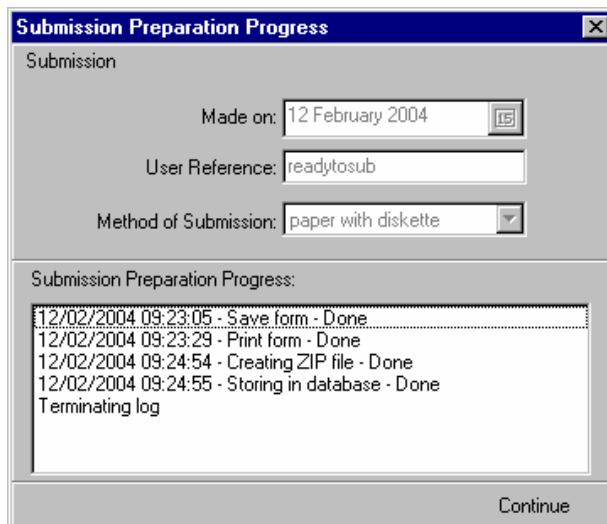 Submission Preparation Progress
Submission
Made on: 12 February 2004 15
User Reference: readytosub
Method of Submission: paper with diskette
Submission Preparation Progress:
12/02/2004 09:23:05 - Save form - Done
12/02/2004 09:23:29 - Print form - Done
12/02/2004 09:24:54 - Creating ZIP file - Done
12/02/2004 09:24:55 - Storing in database - Done
Terminating log
Continue